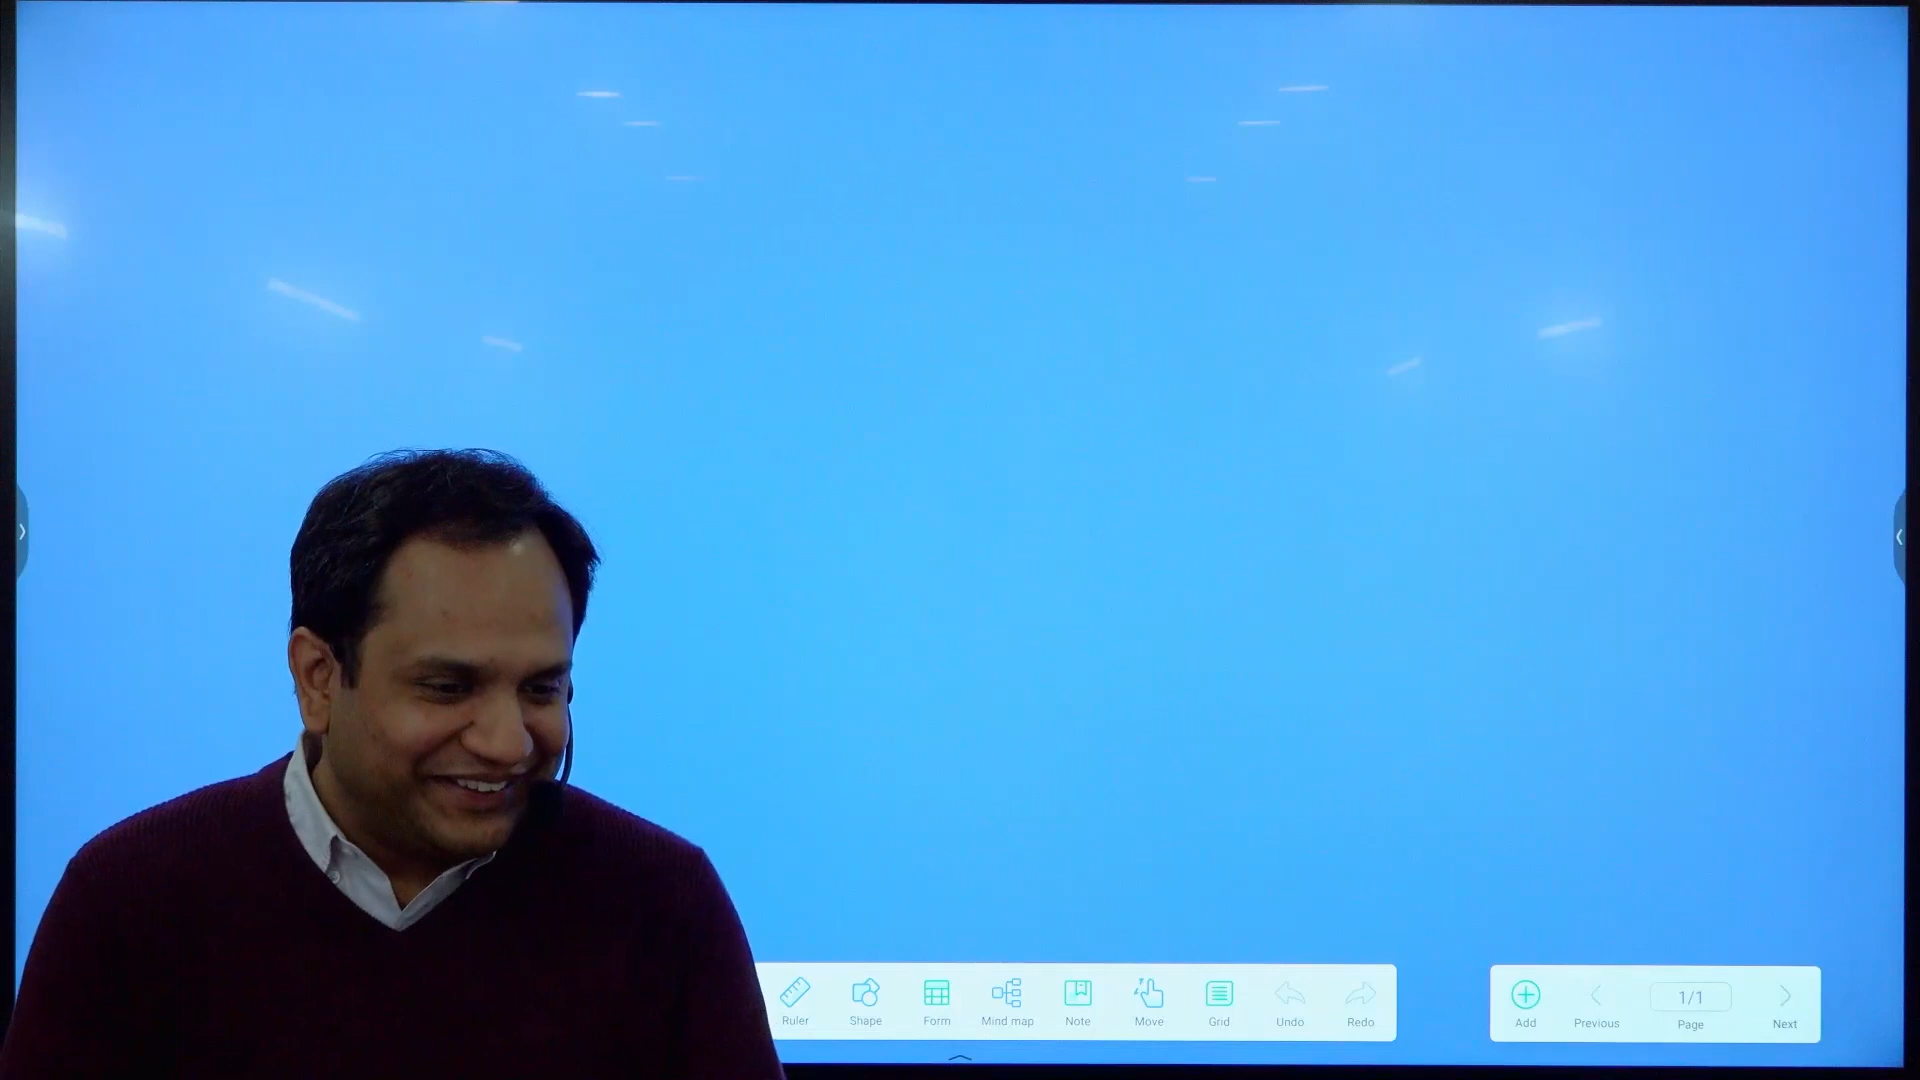 Ruler
Shape
Form
Mind map
Note
Move
Grid
Undo
Redo
Add
Previous
1/1
Page
Next